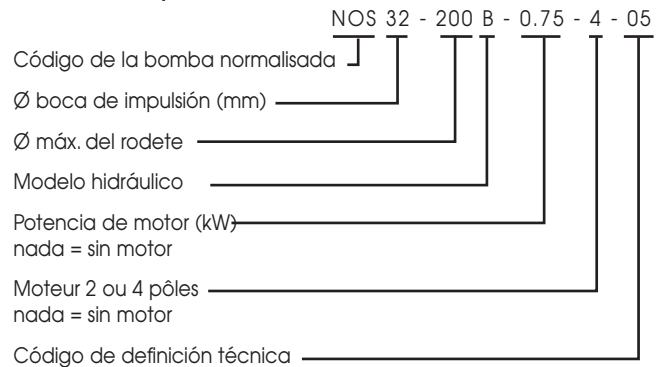 NOS 32 - 200 B - 0.75 - 4 - 05
Código de la bomba normalisada
Ø boca de impulsión (mm)
Ø máx. del rodete
Modelo hidráulico
Potencia de motor (kW)
nada = sin motor
Moteur 2 ou 4 pôles
nada = sin motor
Código de definición técnica